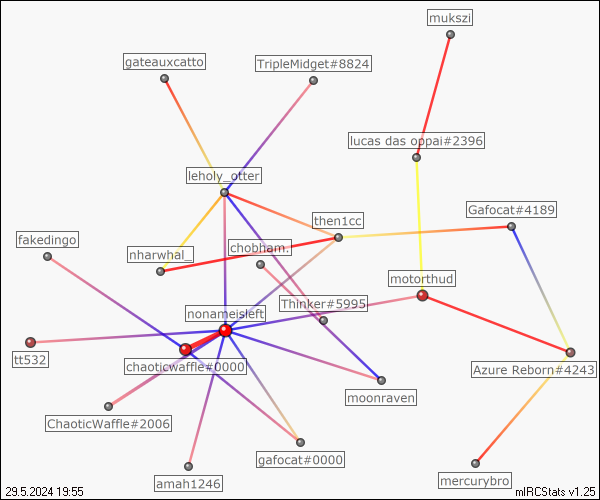 mukszi
gateauxcatto
TripleMidget#8824
lucas das oppai#2396
leholy_otter
Gafocat#4189
then1cc
fakedingo
nharwhal_
chobham.
motorthud
Thinker#5995
nonameisleft
tt532
chaoticwaffle#0000
Azure Reborn#4243
moonraven
ChaoticWaffle#2006
gafocat#0000
mercurybro
amah1246
29.5.2024 19:55
mIRCStats v1.25